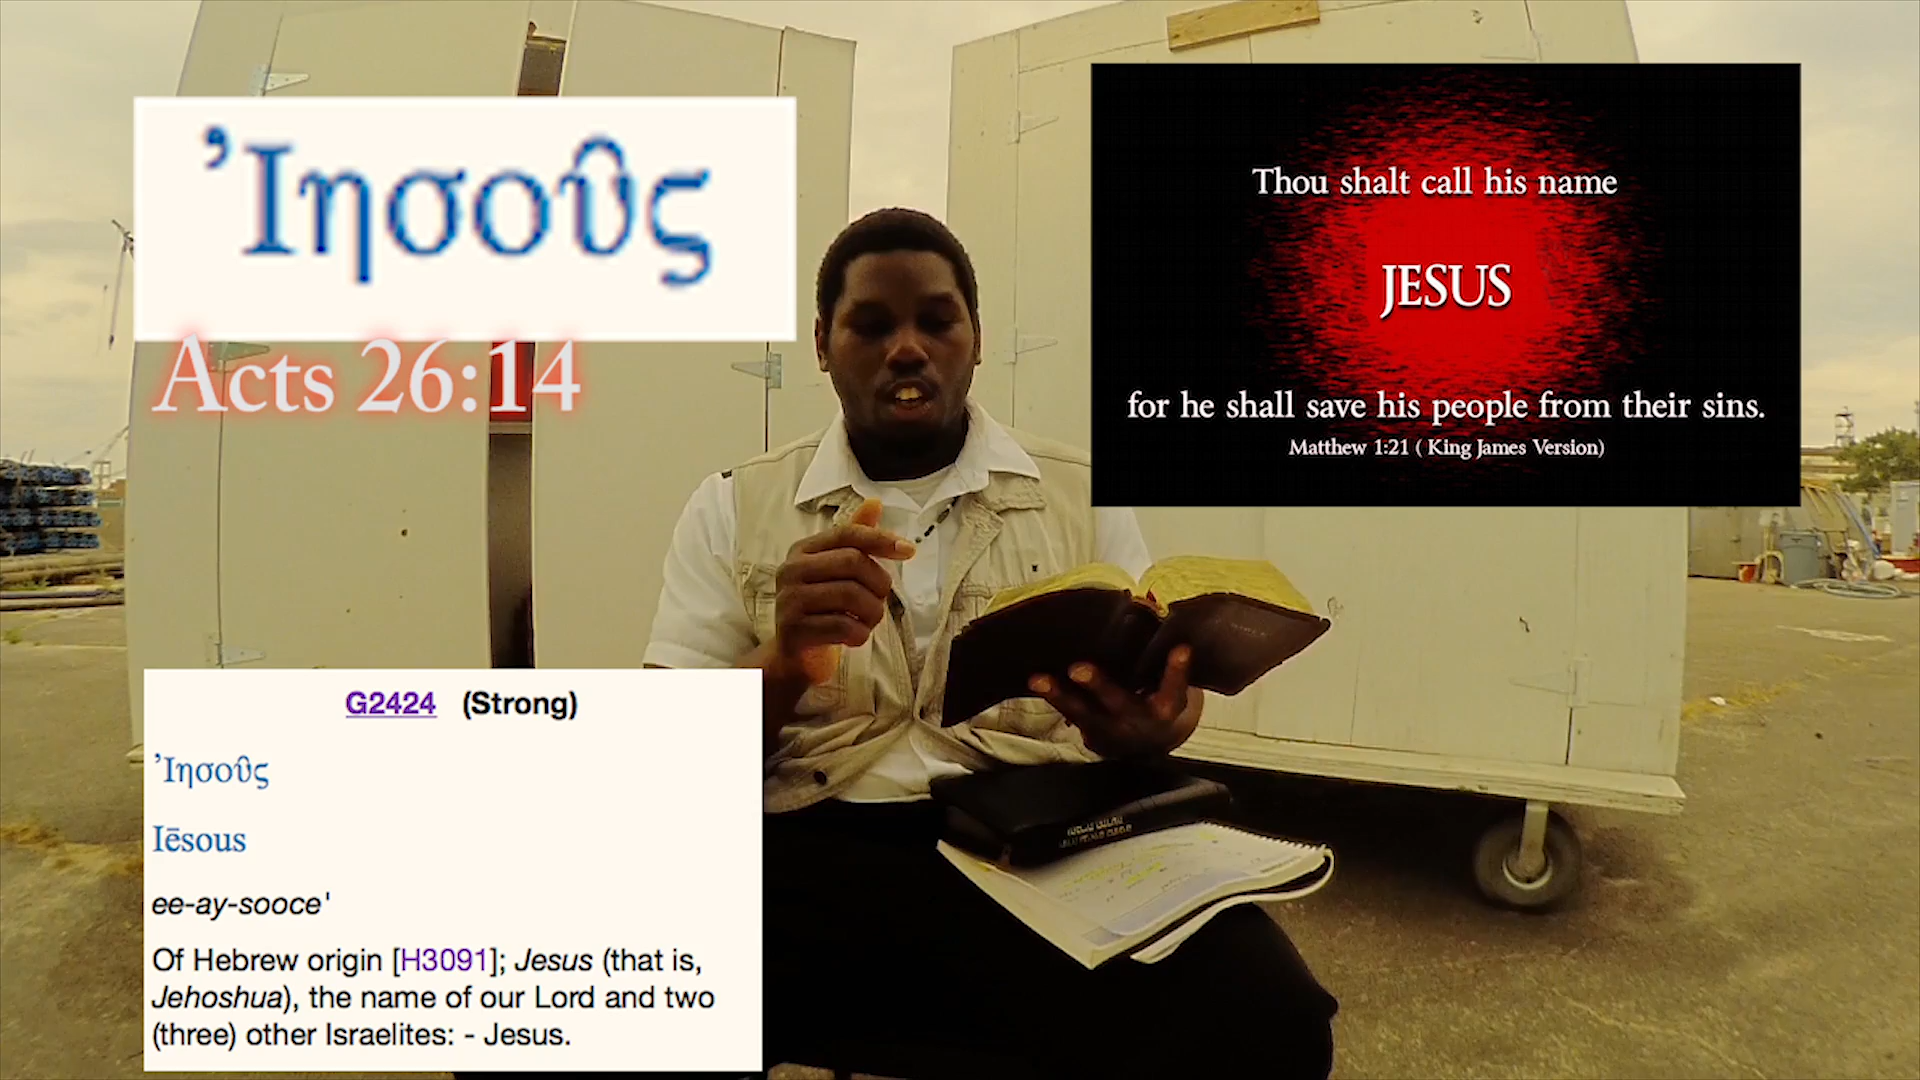 Ἰησοῦς
Acts 26:14
Thou shalt call his name
JESUS
for he shall save his people from their sins.
Matthew 1:21 ( King James Version)
G2424 (Strong)
Ἰησοῦς
Iēsous
ee-ay-sooce'
Of Hebrew origin [H3091]; Jesus (that is,
Jehoshua), the name of our Lord and two
(three) other Israelites: - Jesus.